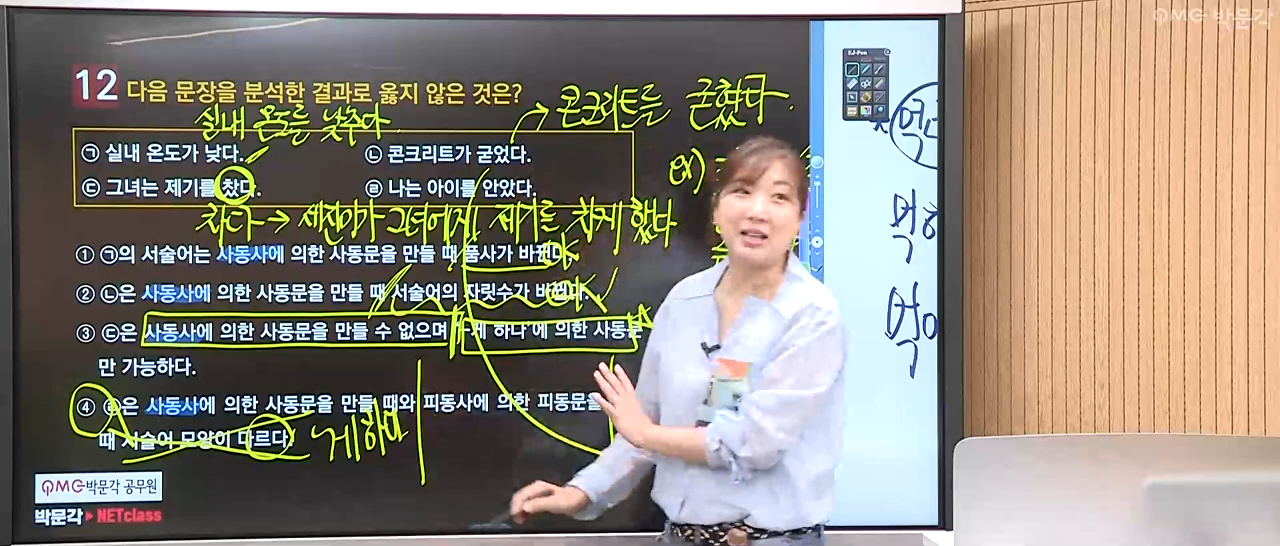 PMG 박문각
EJ-Pen
12 다음 문장을 분석한 결과로 옳지 않은 것은?
실내 온도를 낮추다.
→ 콘크리트를 굳혔다.
㉠ 실내 온도가 낮다.
㉡ 콘크리트가 굳었다.
ex)
㉢ 그녀는 제기를 찼다.
㉣ 나는 아이를 안았다.
차다 → 세진이가 그녀에게 제기를 차게 했다
① ㉠의 서술어는 사동사에 의한 사동문을 만들 때 품사가 바뀐다.
② ㉡은 사동사에 의한 사동문을 만들 때 서술어의 자릿수가 바뀐다.
③ ㉢은 사동사에 의한 사동문을 만들 수 없으며 '-게 하다'에 의한 사동문
만 가능하다.
④ ㉣은 사동사에 의한 사동문을 만들 때와 피동사에 의한 피동문을
때 서술어 모양이 다르다.
게 하다
PMG 박문각 공무원
박문각 ▶ NETclass